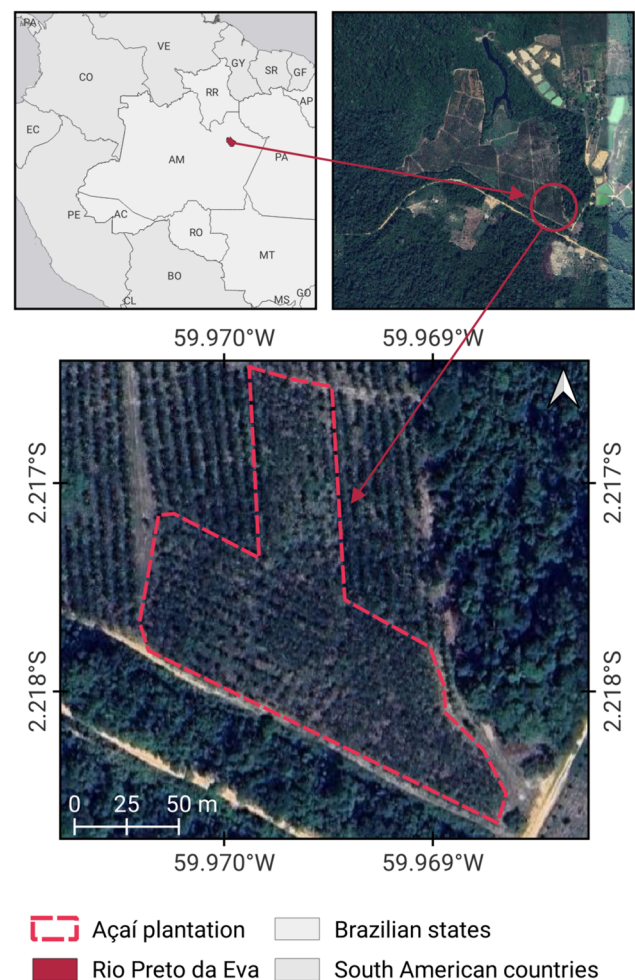 PA
VE
CO
GY
SR
GF
RR
AP
EC
AM
PA
PE
AC
RO
MT
BO
GO
CL
MS
59.970°W 59.969°W
2.217°S 2.217°S
2.218°S 2.218°S
0 25 50 m
59.970°W 59.969°W
Açaí plantation Brazilian states
Rio Preto da Eva South American countries